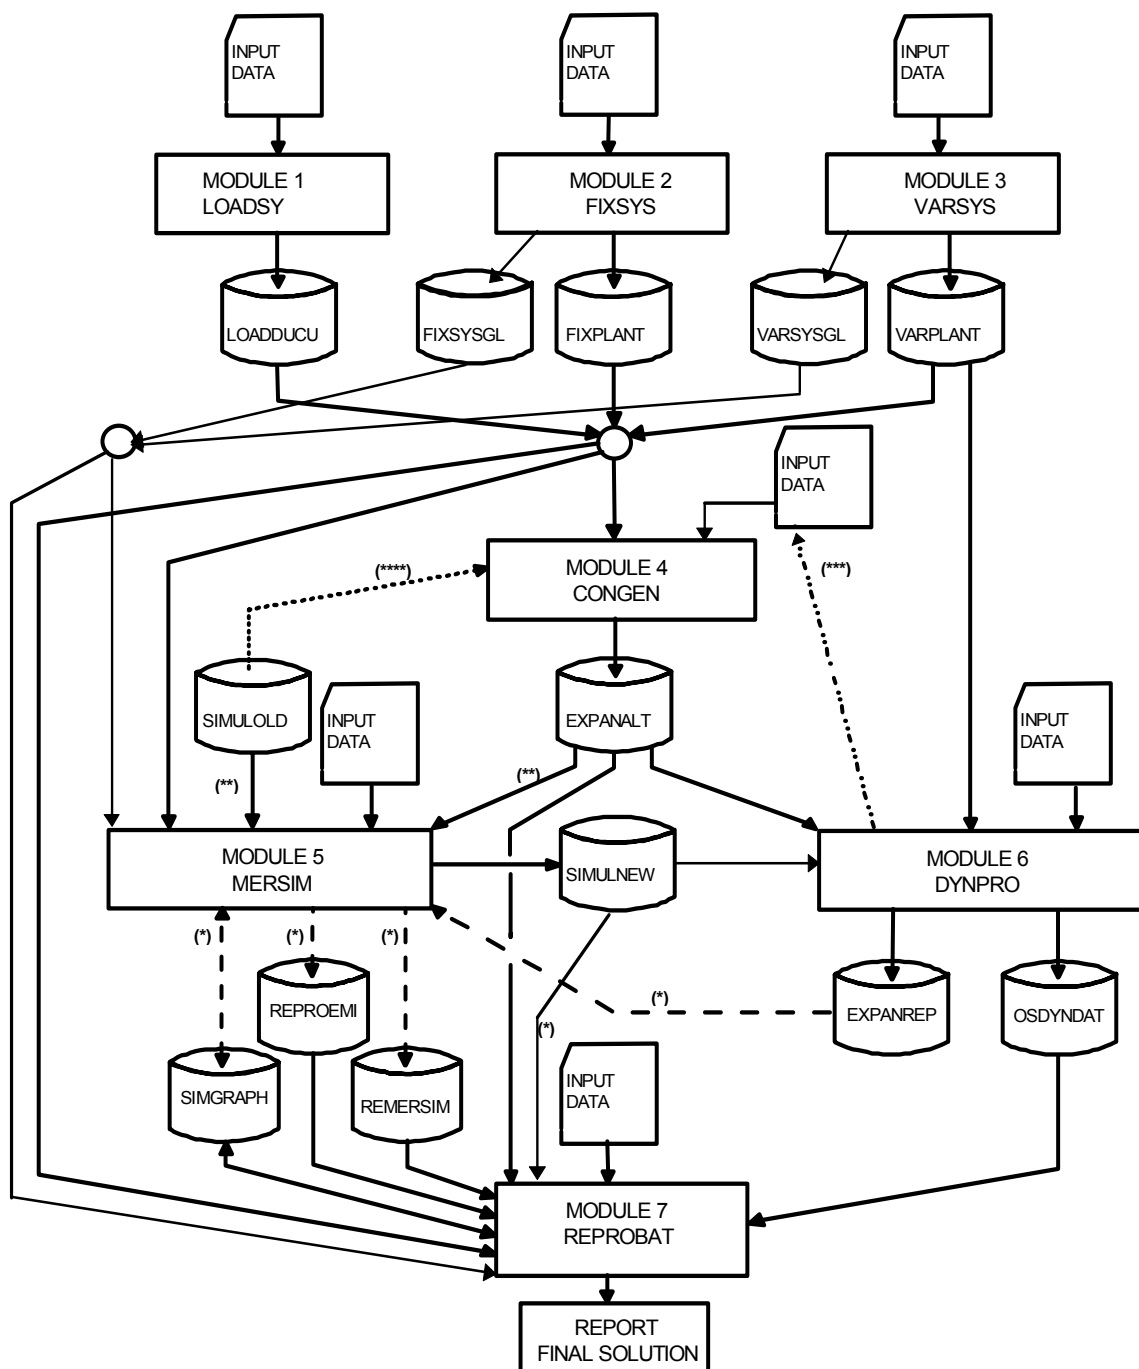 INPUT
DATA
INPUT
DATA
INPUT
DATA
MODULE 1
LOADSY
MODULE 2
FIXSYS
MODULE 3
VARSYS
LOADDUCU
FIXSYSGL
FIXPLANT
VARSYSGL
VARPLANT
INPUT
DATA
(****)
MODULE 4
CONGEN
(***)
SIMULOLD
INPUT
DATA
EXPANALT
INPUT
DATA
(**)
(**)
MODULE 5
MERSIM
SIMULNEW
MODULE 6
DYNPRO
(*)
(*)
(*)
(*)
REPROEMI
EXPANREP
OSDYNDAT
(*)
SIMGRAPH
REMERSIM
INPUT
DATA
MODULE 7
REPROBAT
REPORT
FINAL SOLUTION